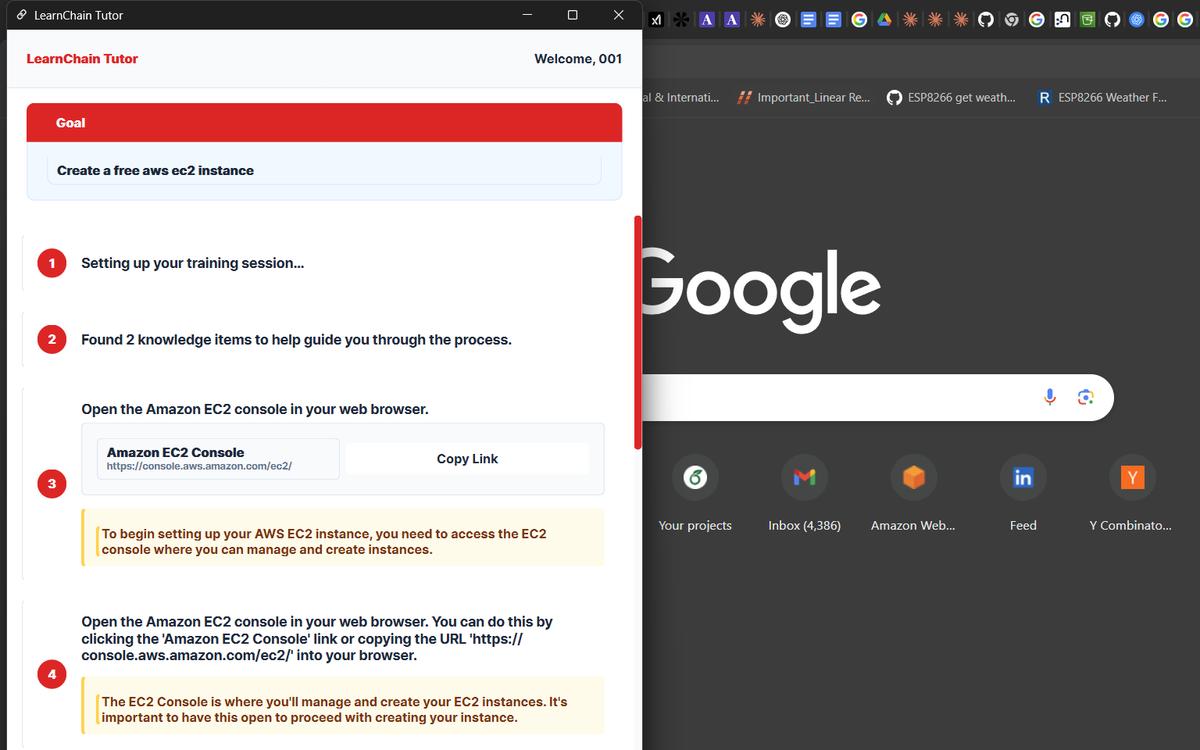 LearnChain Tutor
LearnChain Tutor
Welcome, 001
Goal
Create a free aws ec2 instance
1
Setting up your training session...
2
Found 2 knowledge items to help guide you through the process.
3
Open the Amazon EC2 console in your web browser.
Amazon EC2 Console
https://console.aws.amazon.com/ec2/
Copy Link
To begin setting up your AWS EC2 instance, you need to access the EC2
console where you can manage and create instances.
4
Open the Amazon EC2 console in your web browser. You can do this by
clicking the 'Amazon EC2 Console' link or copying the URL 'https://
console.aws.amazon.com/ec2/' into your browser.
The EC2 Console is where you'll manage and create your EC2 instances. It's
important to have this open to proceed with creating your instance.
al & Internati...
Important_Linear Re...
ESP8266 get weath...
R
ESP8266 Weather F...
Google
Your projects
Inbox (4,386)
Amazon Web...
in
Feed
Y
Y Combinato...